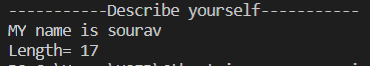 -----------Describe yourself-----------
MY name is sourav
Length= 17